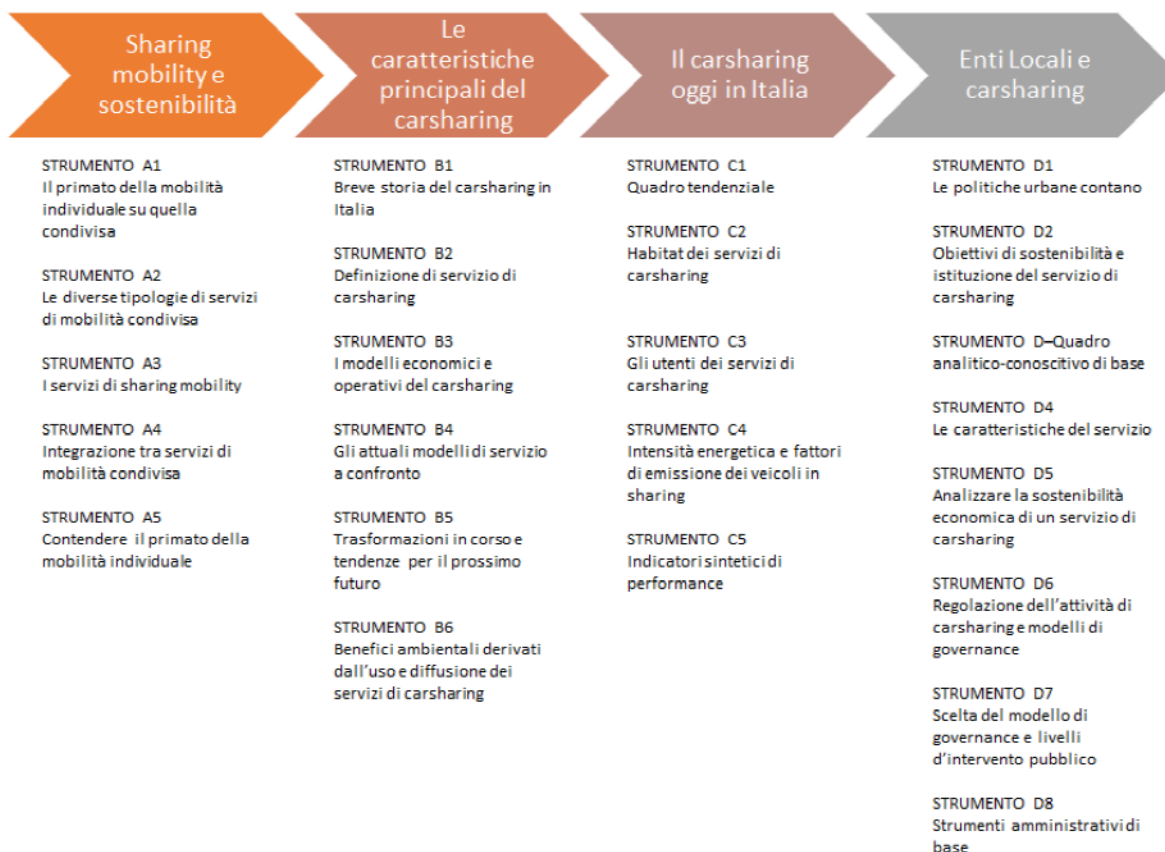 Sharing
mobility e
sostenibilità
Le
caratteristiche
principali del
carsharing
Il carsharing
oggi in Italia
Enti Locali e
carsharing
STRUMENTO A1
Il primato della mobilità
individuale su quella
condivisa
STRUMENTO A2
Le diverse tipologie di servizi
di mobilità condivisa
STRUMENTO A3
I servizi di sharing mobility
STRUMENTO A4
Integrazione tra servizi di
mobilità condivisa
STRUMENTO A5
Contendere il primato della
mobilità individuale
STRUMENTO B1
Breve storia del carsharing in
Italia
STRUMENTO B2
Definizione di servizio di
carsharing
STRUMENTO B3
I modelli economici e
operativi del carsharing
STRUMENTO B4
Gli attuali modelli di servizio
a confronto
STRUMENTO B5
Trasformazioni in corso e
tendenze per il prossimo
futuro
STRUMENTO B6
Benefici ambientali derivati
dall'uso e diffusione dei
servizi di carsharing
STRUMENTO C1
Quadro tendenziale
STRUMENTO C2
Habitat dei servizi di
carsharing
STRUMENTO C3
Gli utenti dei servizi di
carsharing
STRUMENTO C4
Intensità energetica e fattori
di emissione dei veicoli in
sharing
STRUMENTO C5
Indicatori sintetici di
performance
STRUMENTO D1
Le politiche urbane contano
STRUMENTO D2
Obiettivi di sostenibilità e
istituzione del servizio di
carsharing
STRUMENTO D–Quadro
analitico-conoscitivo di base
STRUMENTO D4
Le caratteristiche del servizio
STRUMENTO D5
Analizzare la sostenibilità
economica di un servizio di
carsharing
STRUMENTO D6
Regolazione dell'attività di
carsharing e modelli di
governance
STRUMENTO D7
Scelta del modello di
governance e livelli
d'intervento pubblico
STRUMENTO D8
Strumenti amministrativi di
base